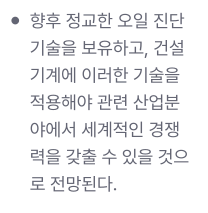 • 향후 정교한 오일 진단
기술을 보유하고, 건설
기계에 이러한 기술을
적용해야 관련 산업분
야에서 세계적인 경쟁
력을 갖출 수 있을 것으
로 전망된다.